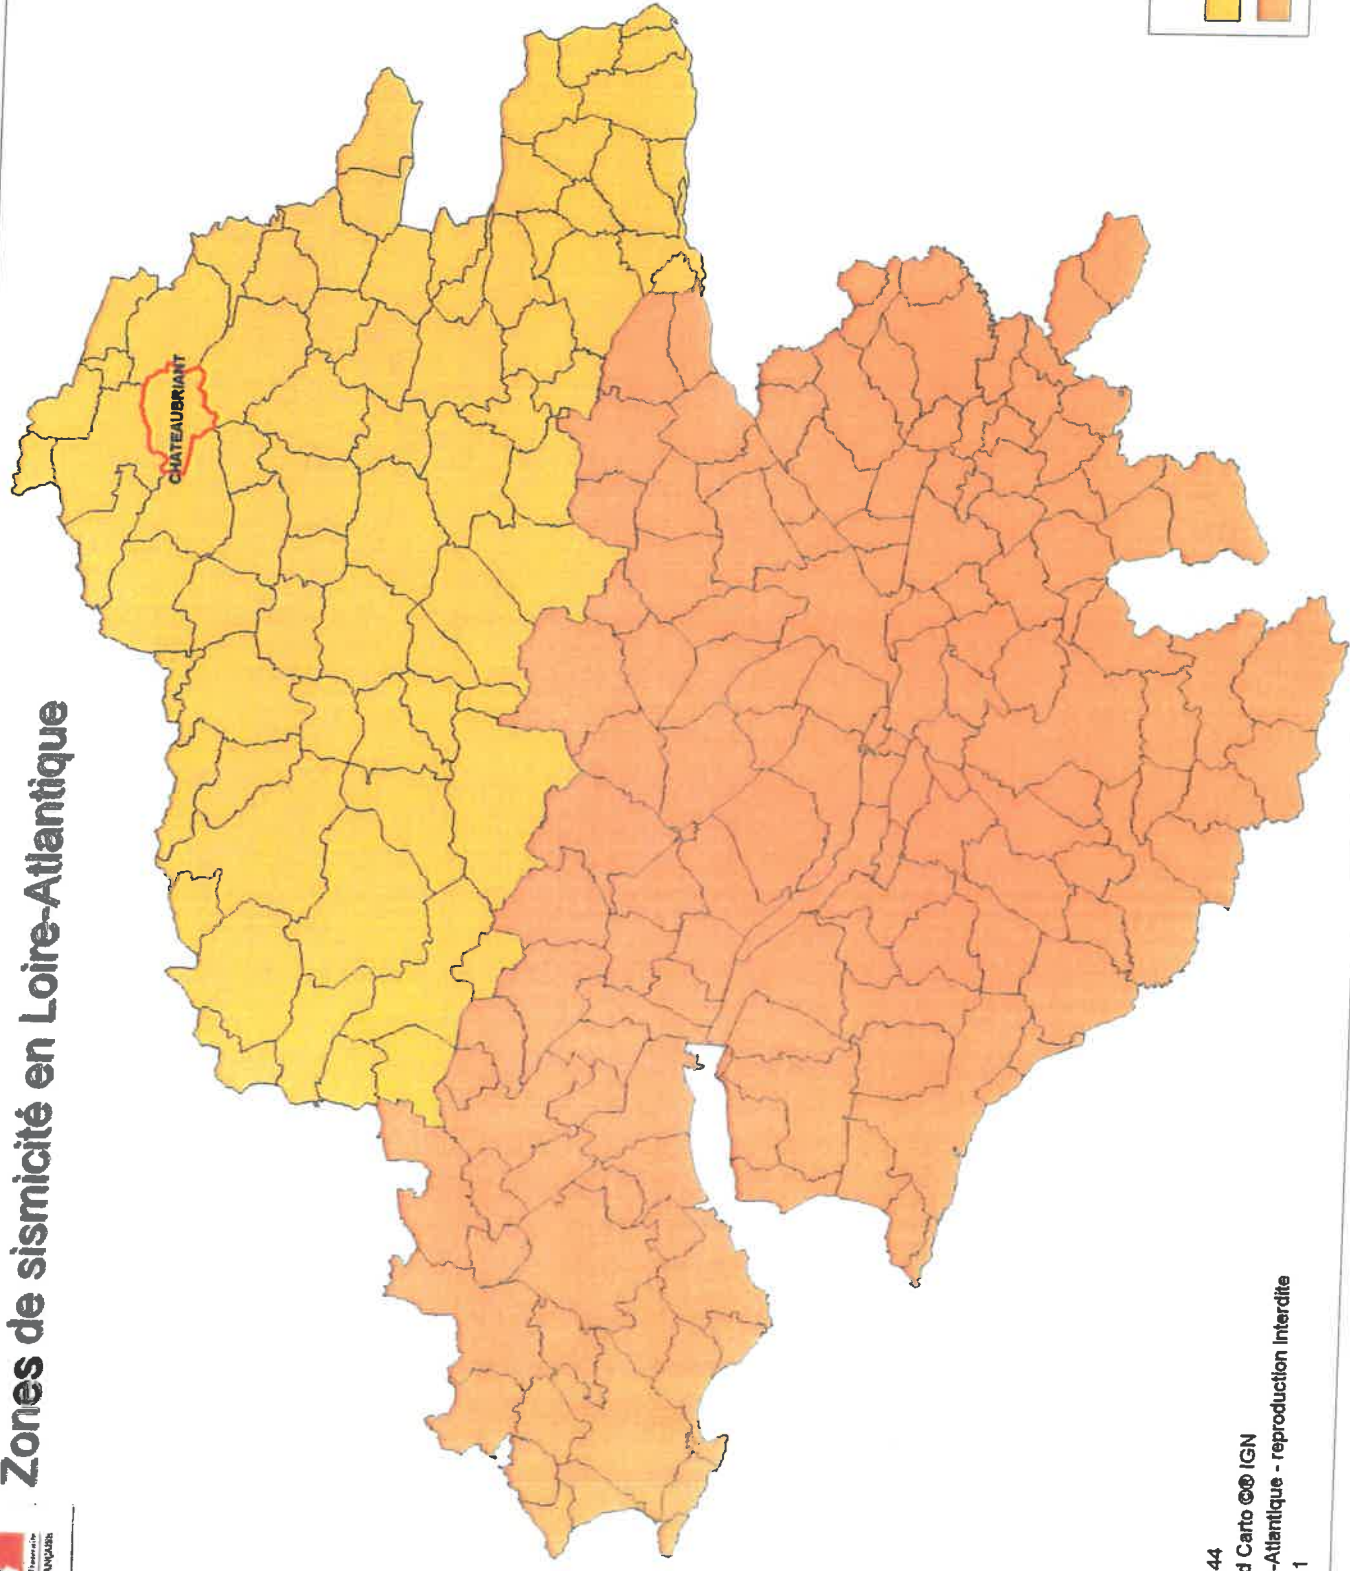 Zones de sismicité en Loire-Atlantique
CHATEAUBRIANT
44
d Carto ©® IGN
-Atlantique - reproduction interdite
1